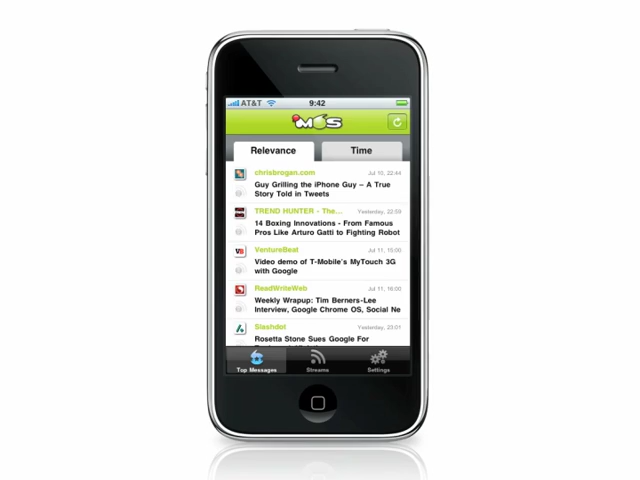 AT&T 9:42
MOS
Relevance Time
chrisbrogan.com Jul 10, 22:44
Guy Grilling the iPhone Guy – A True
Story Told in Tweets
TREND HUNTER - The... Yesterday, 22:59
14 Boxing Innovations - From Famous
Pros Like Arturo Gatti to Fighting Robot
VentureBeat Jul 11, 15:00
Video demo of T-Mobile's MyTouch 3G
with Google
ReadWriteWeb Jul 11, 16:00
Weekly Wrapup: Tim Berners-Lee
Interview, Google Chrome OS, Social Ne
Slashdot Yesterday, 23:01
Rosetta Stone Sues Google For
Top Messages Streams Settings